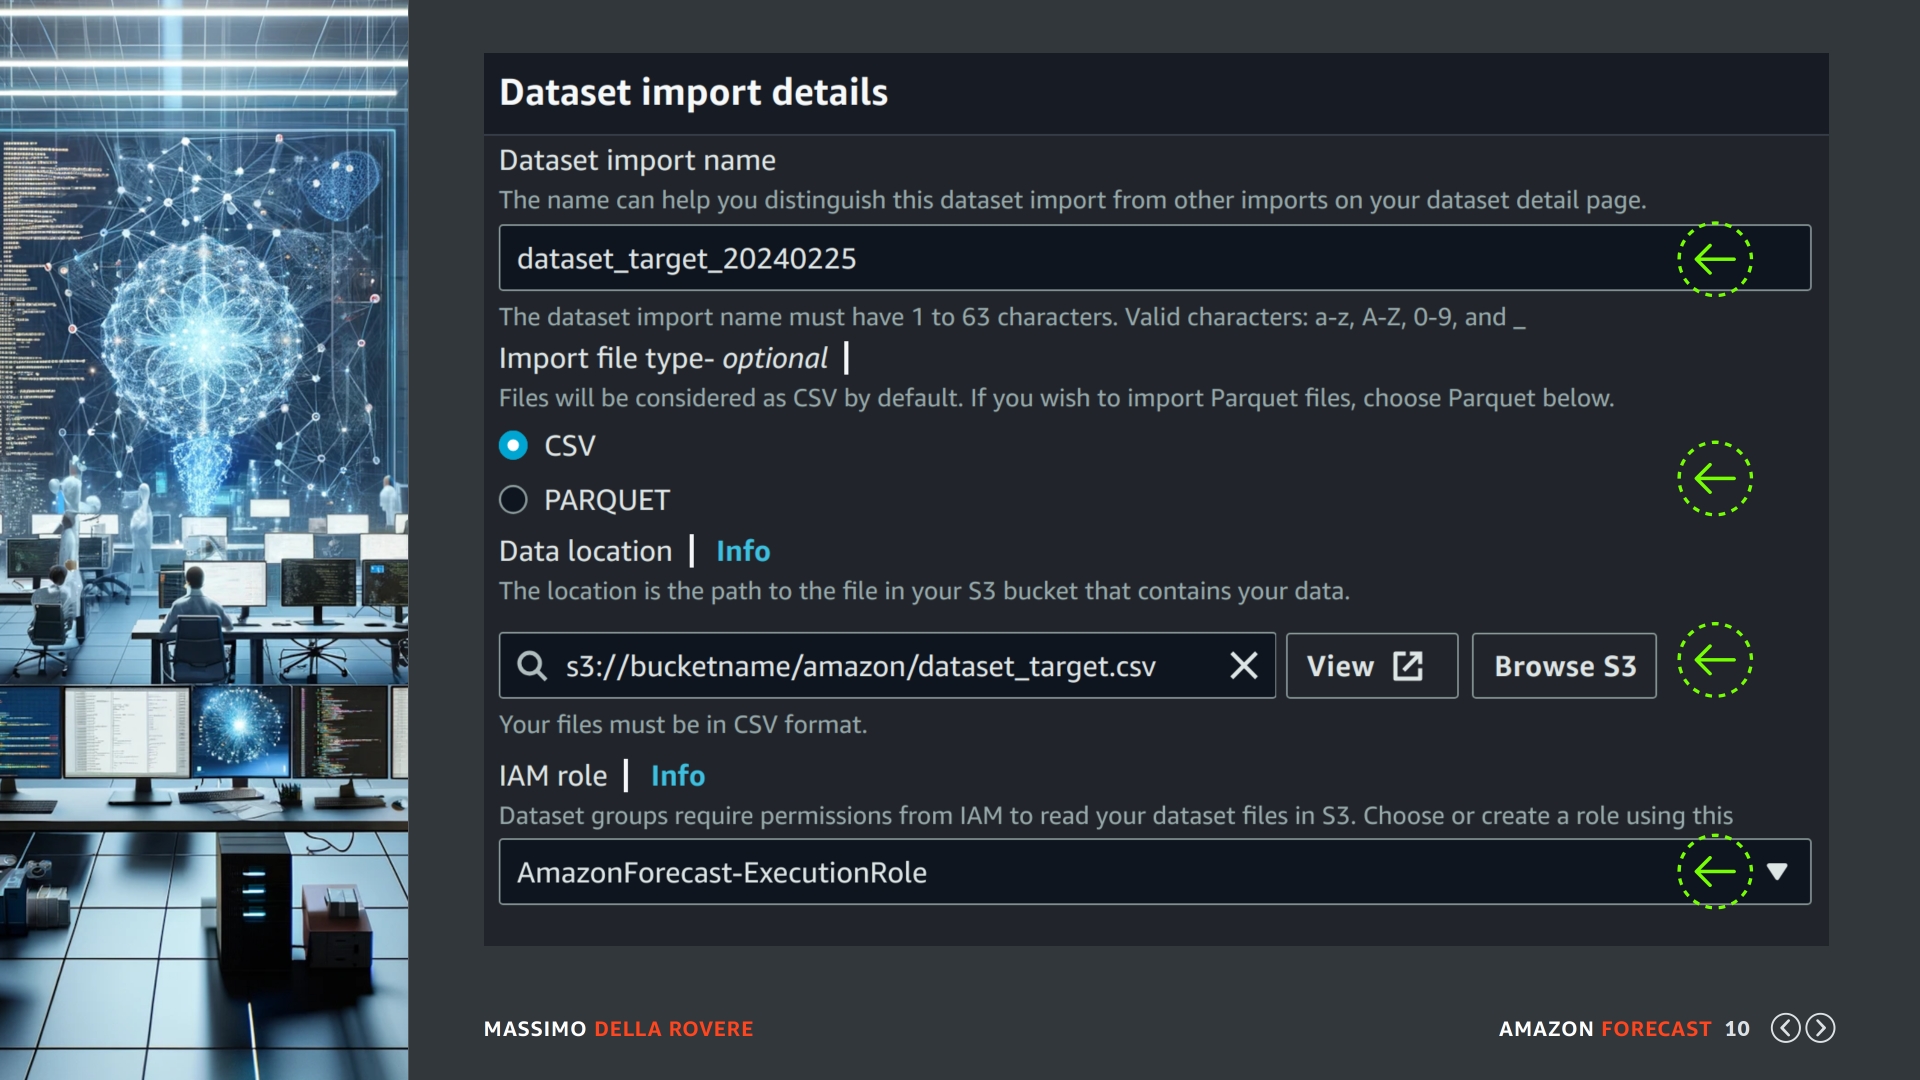 Dataset import details
Dataset import name
The name can help you distinguish this dataset import from other imports on your dataset detail page.
dataset_target_20240225
The dataset import name must have 1 to 63 characters. Valid characters: a-z, A-Z, 0-9, and _
Import file type- optional
Files will be considered as CSV by default. If you wish to import Parquet files, choose Parquet below.
CSV
PARQUET
Data location Info
The location is the path to the file in your S3 bucket that contains your data.
s3://bucketname/amazon/dataset_target.csv View Browse S3
Your files must be in CSV format.
IAM role Info
Dataset groups require permissions from IAM to read your dataset files in S3. Choose or create a role using this
AmazonForecast-ExecutionRole
MASSIMO DELLA ROVERE
AMAZON FORECAST 10